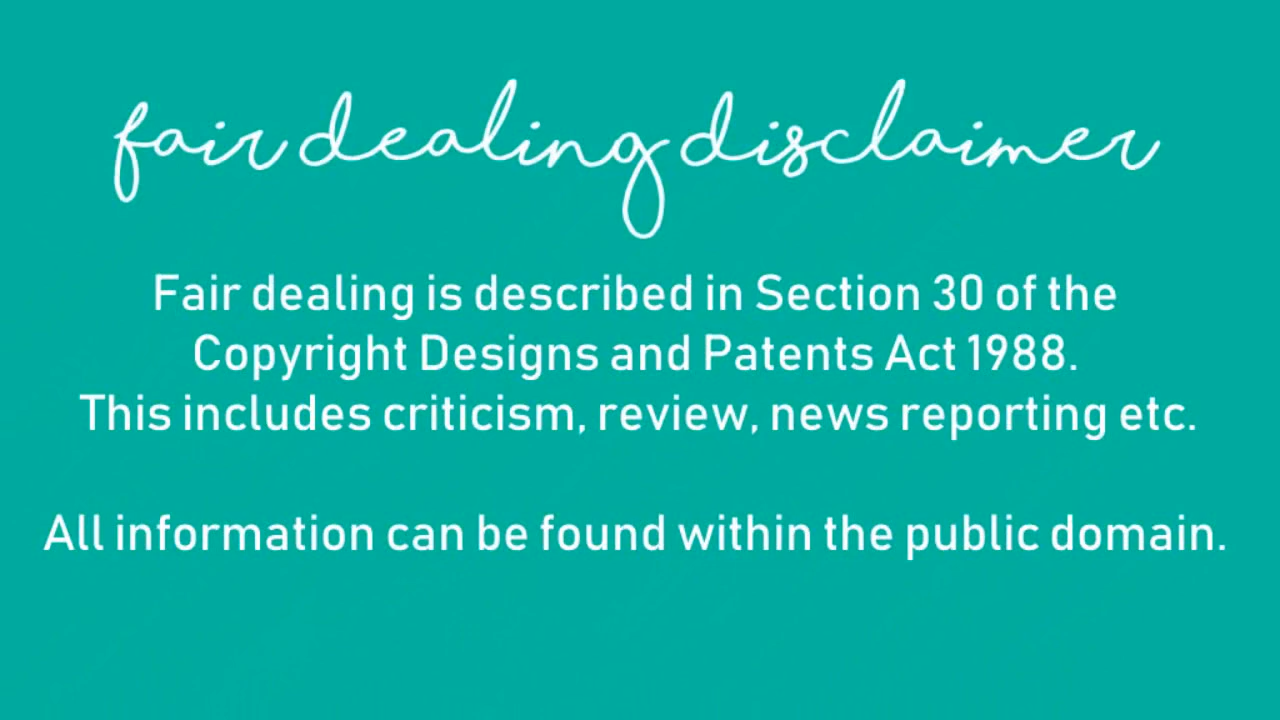 fair dealing disclaimer
Fair dealing is described in Section 30 of the
Copyright Designs and Patents Act 1988.
This includes criticism, review, news reporting etc.
All information can be found within the public domain.